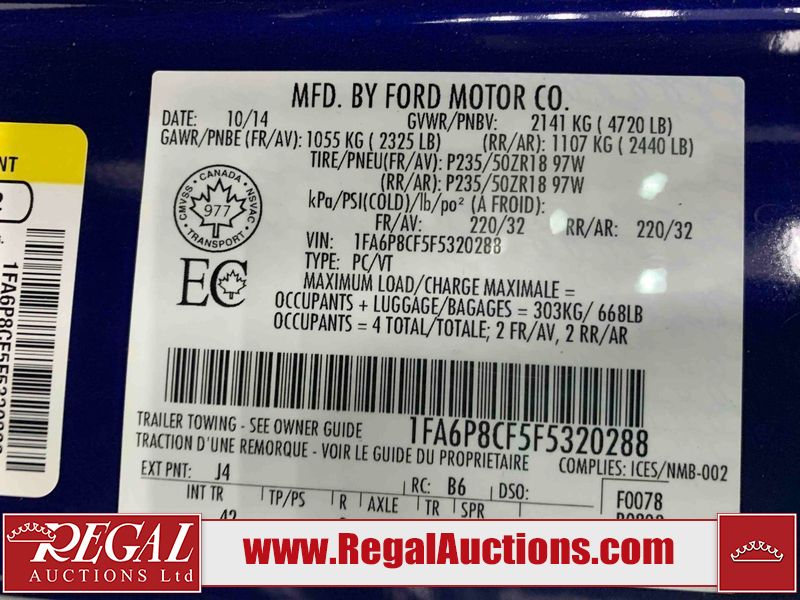 MFD. BY FORD MOTOR CO.
DATE: 10/14 GVWR/PNBV: 2141 KG ( 4720 LB)
GAWR/PNBE (FR/AV): 1055 KG ( 2325 LB) (RR/AR): 1107 KG ( 2440 LB)
TIRE/PNEU(FR/AV): P235/50ZR18 97W
(RR/AR): P235/50ZR18 97W
kPa/PSI(COLD)/lb/po² (A FROID):
FR/AV: 220/32 RR/AR: 220/32
VIN: 1FA6P8CF5F5320288
TYPE: PC/VT
MAXIMUM LOAD/CHARGE MAXIMALE =
OCCUPANTS + LUGGAGE/BAGAGES = 303KG/ 668LB
OCCUPANTS = 4 TOTAL/TOTALE; 2 FR/AV, 2 RR/AR
CANADA
CMVSS
NSVAC
977
TRANSPORT
EC
1FA6P8CF5F5320288
TRAILER TOWING - SEE OWNER GUIDE
TRACTION D'UNE REMORQUE - VOIR LE GUIDE DU PROPRIETAIRE
COMPLIES: ICES/NMB-002
EXT PNT: J4 RC: B6 DSO: F0078
INT TR TP/PS R AXLE TR SPR
42
NT
1FA6P8CF5F5320288
REGAL
AUCTIONS Ltd
www.RegalAuctions.com